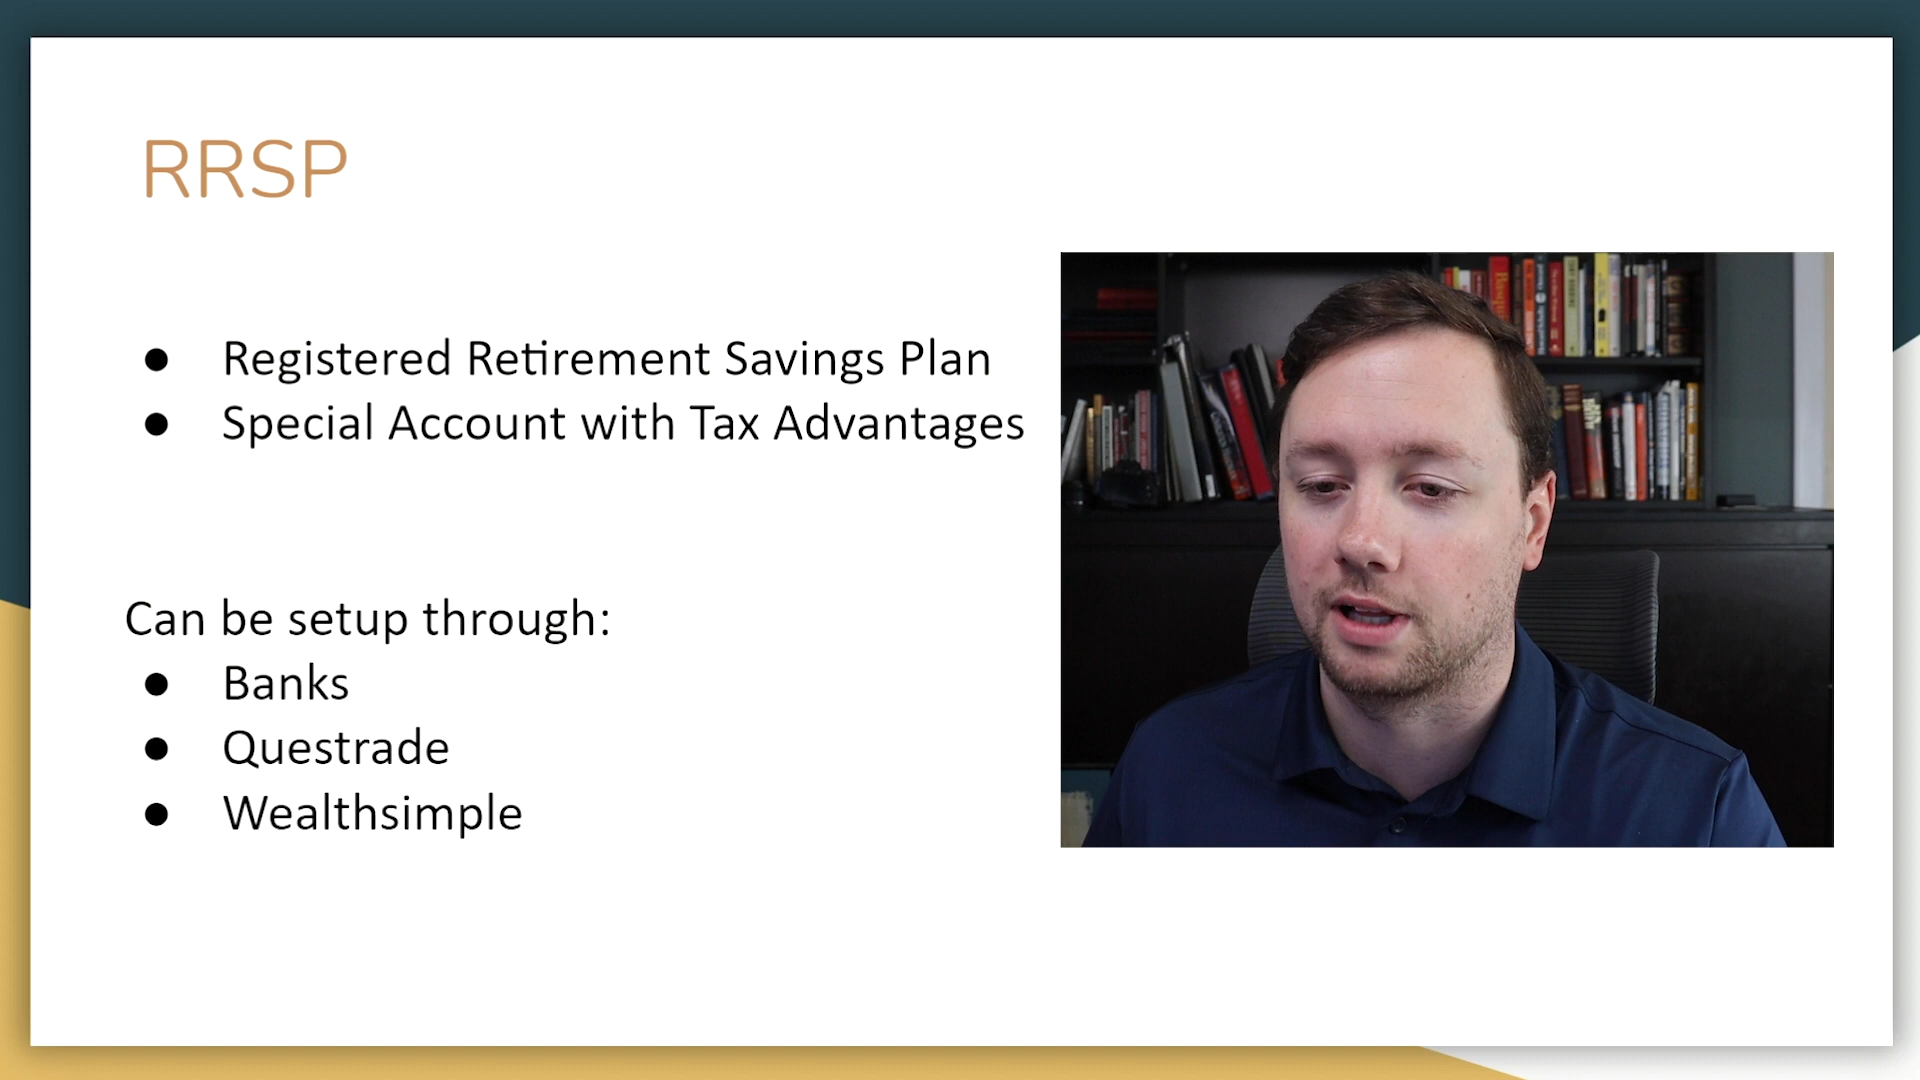 RRSP
● Registered Retirement Savings Plan
● Special Account with Tax Advantages
Can be setup through:
● Banks
● Questrade
● Wealthsimple